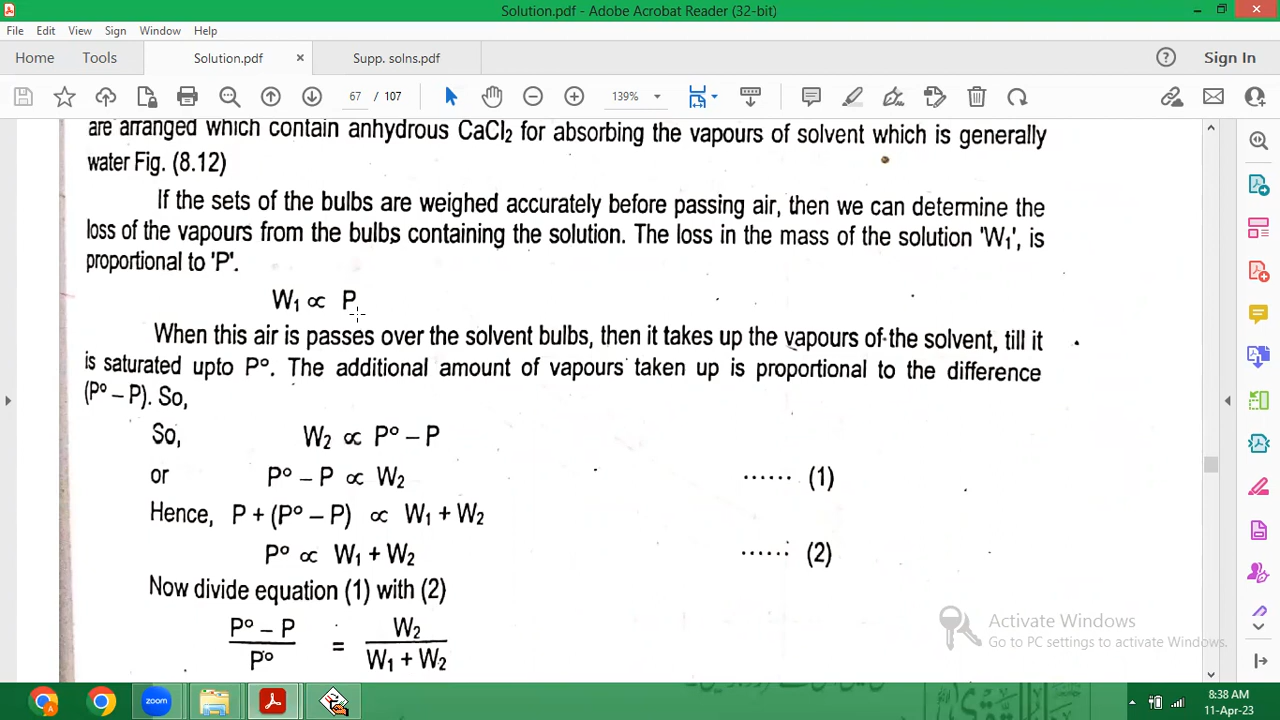 Solution.pdf - Adobe Acrobat Reader (32-bit)
File Edit View Sign Window Help
Home Tools Solution.pdf × Supp. solns.pdf Sign In
67 / 107 139%
are arranged which contain anhydrous CaCl₂ for absorbing the vapours of solvent which is generally
water Fig. (8.12)
If the sets of the bulbs are weighed accurately before passing air, then we can determine the
loss of the vapours from the bulbs containing the solution. The loss in the mass of the solution 'W₁', is
proportional to 'P'.
W₁ ∝ P
When this air is passes over the solvent bulbs, then it takes up the vapours of the solvent, till it
is saturated upto P°. The additional amount of vapours taken up is proportional to the difference
(P° – P). So,
So, W₂ ∝ P° – P
or P° – P ∝ W₂ ...... (1)
Hence, P + (P° – P) ∝ W₁ + W₂
P° ∝ W₁ + W₂ ...... (2)
Now divide equation (1) with (2)
P° – P W₂
=
P° W₁ + W₂
Activate Windows
Go to PC settings to activate Windows.
zoom
8:38 AM
11-Apr-23